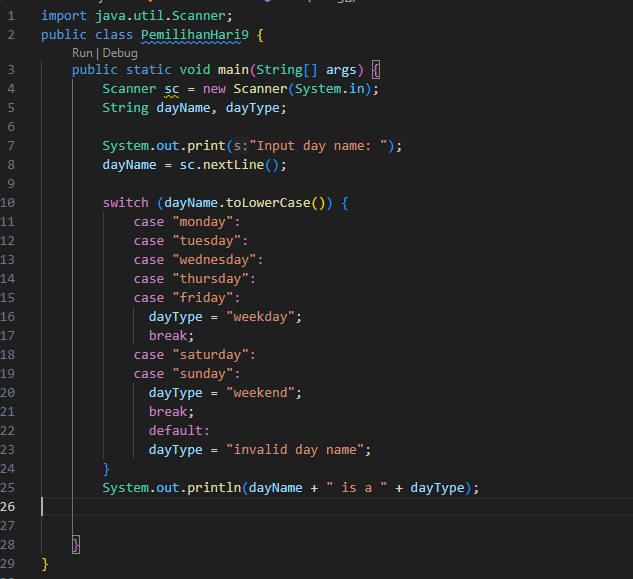 1 import java.util.Scanner;
2 public class PemilihanHari9 {
Run | Debug
3 public static void main(String[] args) {
4 Scanner sc = new Scanner(System.in);
5 String dayName, dayType;
6
7 System.out.print(s:"Input day name: ");
8 dayName = sc.nextLine();
9
10 switch (dayName.toLowerCase()) {
11 case "monday":
12 case "tuesday":
13 case "wednesday":
14 case "thursday":
15 case "friday":
16 dayType = "weekday";
17 break;
18 case "saturday":
19 case "sunday":
20 dayType = "weekend";
21 break;
22 default:
23 dayType = "invalid day name";
24 }
25 System.out.println(dayName + " is a " + dayType);
26
27
28 }
29 }